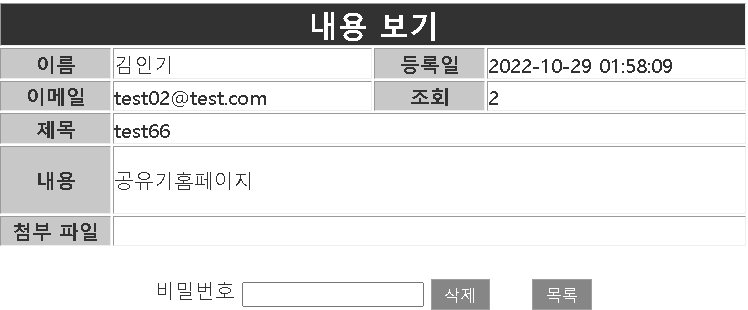 내용 보기
이름 김인기 등록일 2022-10-29 01:58:09
이메일 test02@test.com 조회 2
제목 test66
내용 공유기홈페이지
첨부 파일
비밀번호 삭제 목록